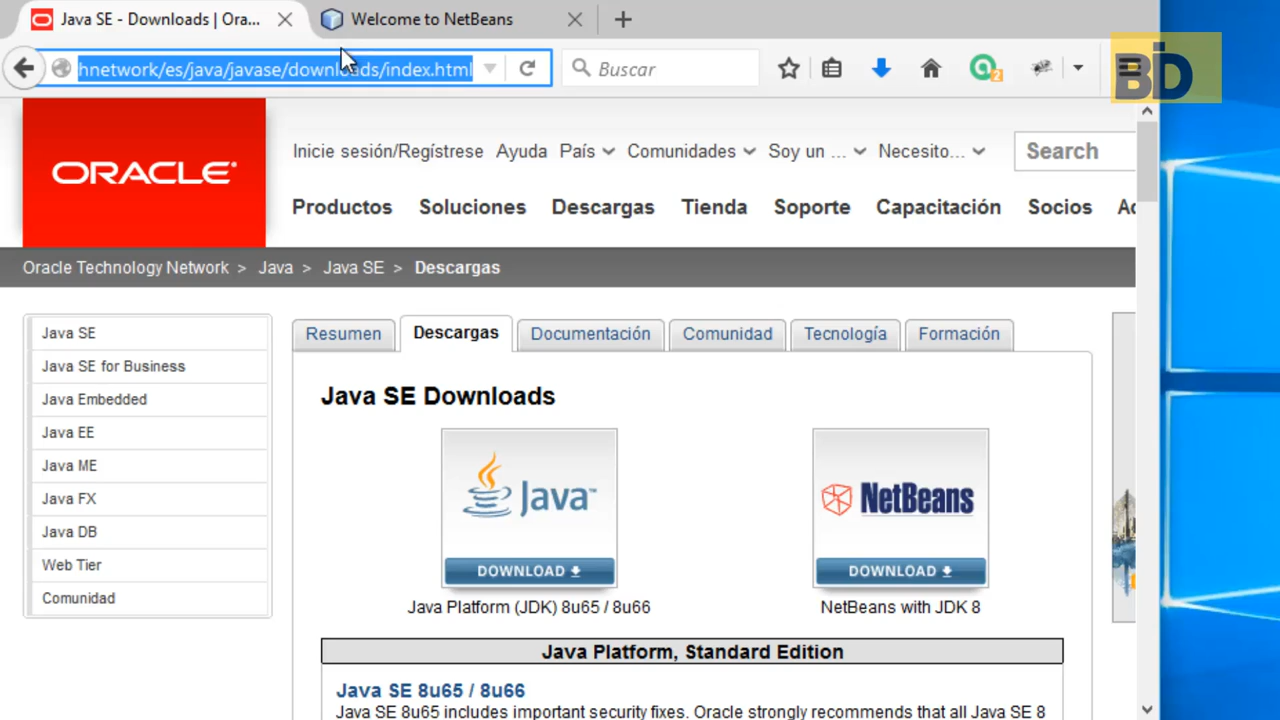 Java SE - Downloads | Ora...
Welcome to NetBeans
hnetwork/es/java/javase/downloads/index.html
Buscar
2
BD
ORACLE
Inicie sesión/Regístrese Ayuda País Comunidades Soy un ... Necesito...
Search
Productos Soluciones Descargas Tienda Soporte Capacitación Socios Ac
Oracle Technology Network > Java > Java SE > Descargas
Java SE
Java SE for Business
Java Embedded
Java EE
Java ME
Java FX
Java DB
Web Tier
Comunidad
Resumen Descargas Documentación Comunidad Tecnología Formación
Java SE Downloads
Java™
DOWNLOAD
Java Platform (JDK) 8u65 / 8u66
NetBeans
DOWNLOAD
NetBeans with JDK 8
Java Platform, Standard Edition
Java SE 8u65 / 8u66
Java SE 8u65 includes important security fixes. Oracle strongly recommends that all Java SE 8